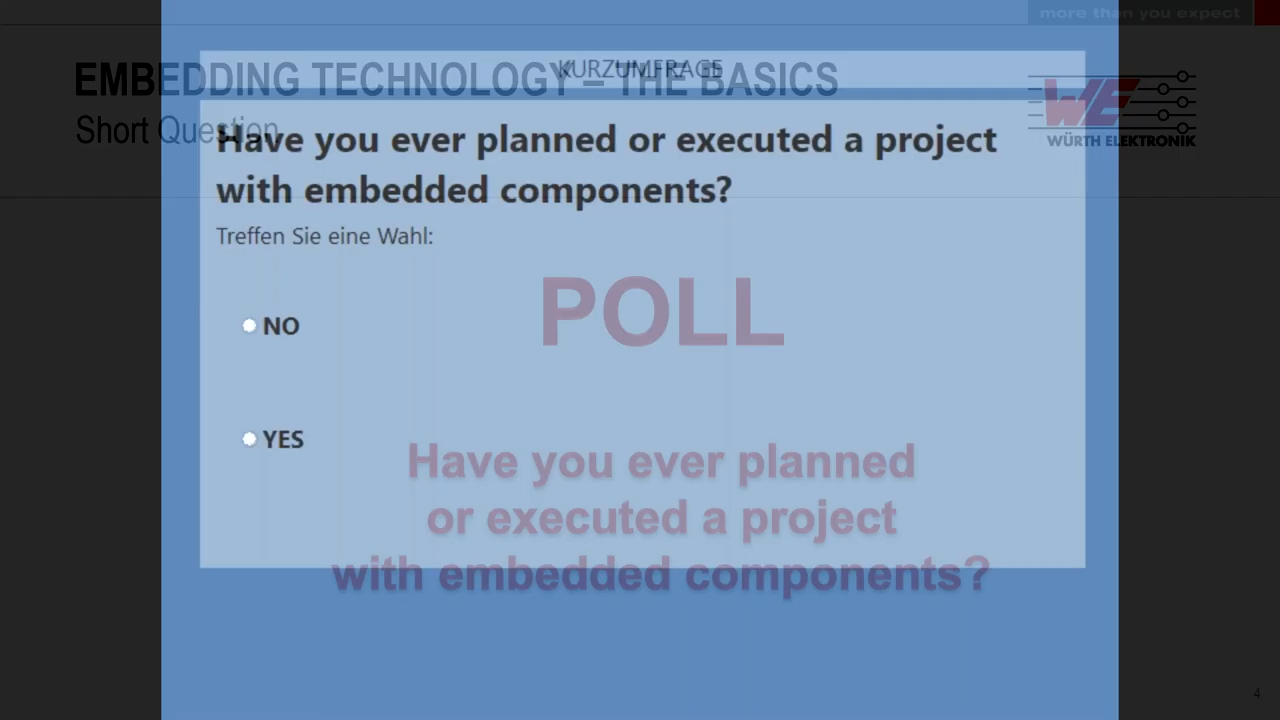 more than you expect
EMBEDDING TECHNOLOGY – THE BASICS
Short Question
WE
WÜRTH ELEKTRONIK
KURZUMFRAGE
Have you ever planned or executed a project
with embedded components?
Treffen Sie eine Wahl:
NO
YES
POLL
Have you ever planned
or executed a project
with embedded components?
4